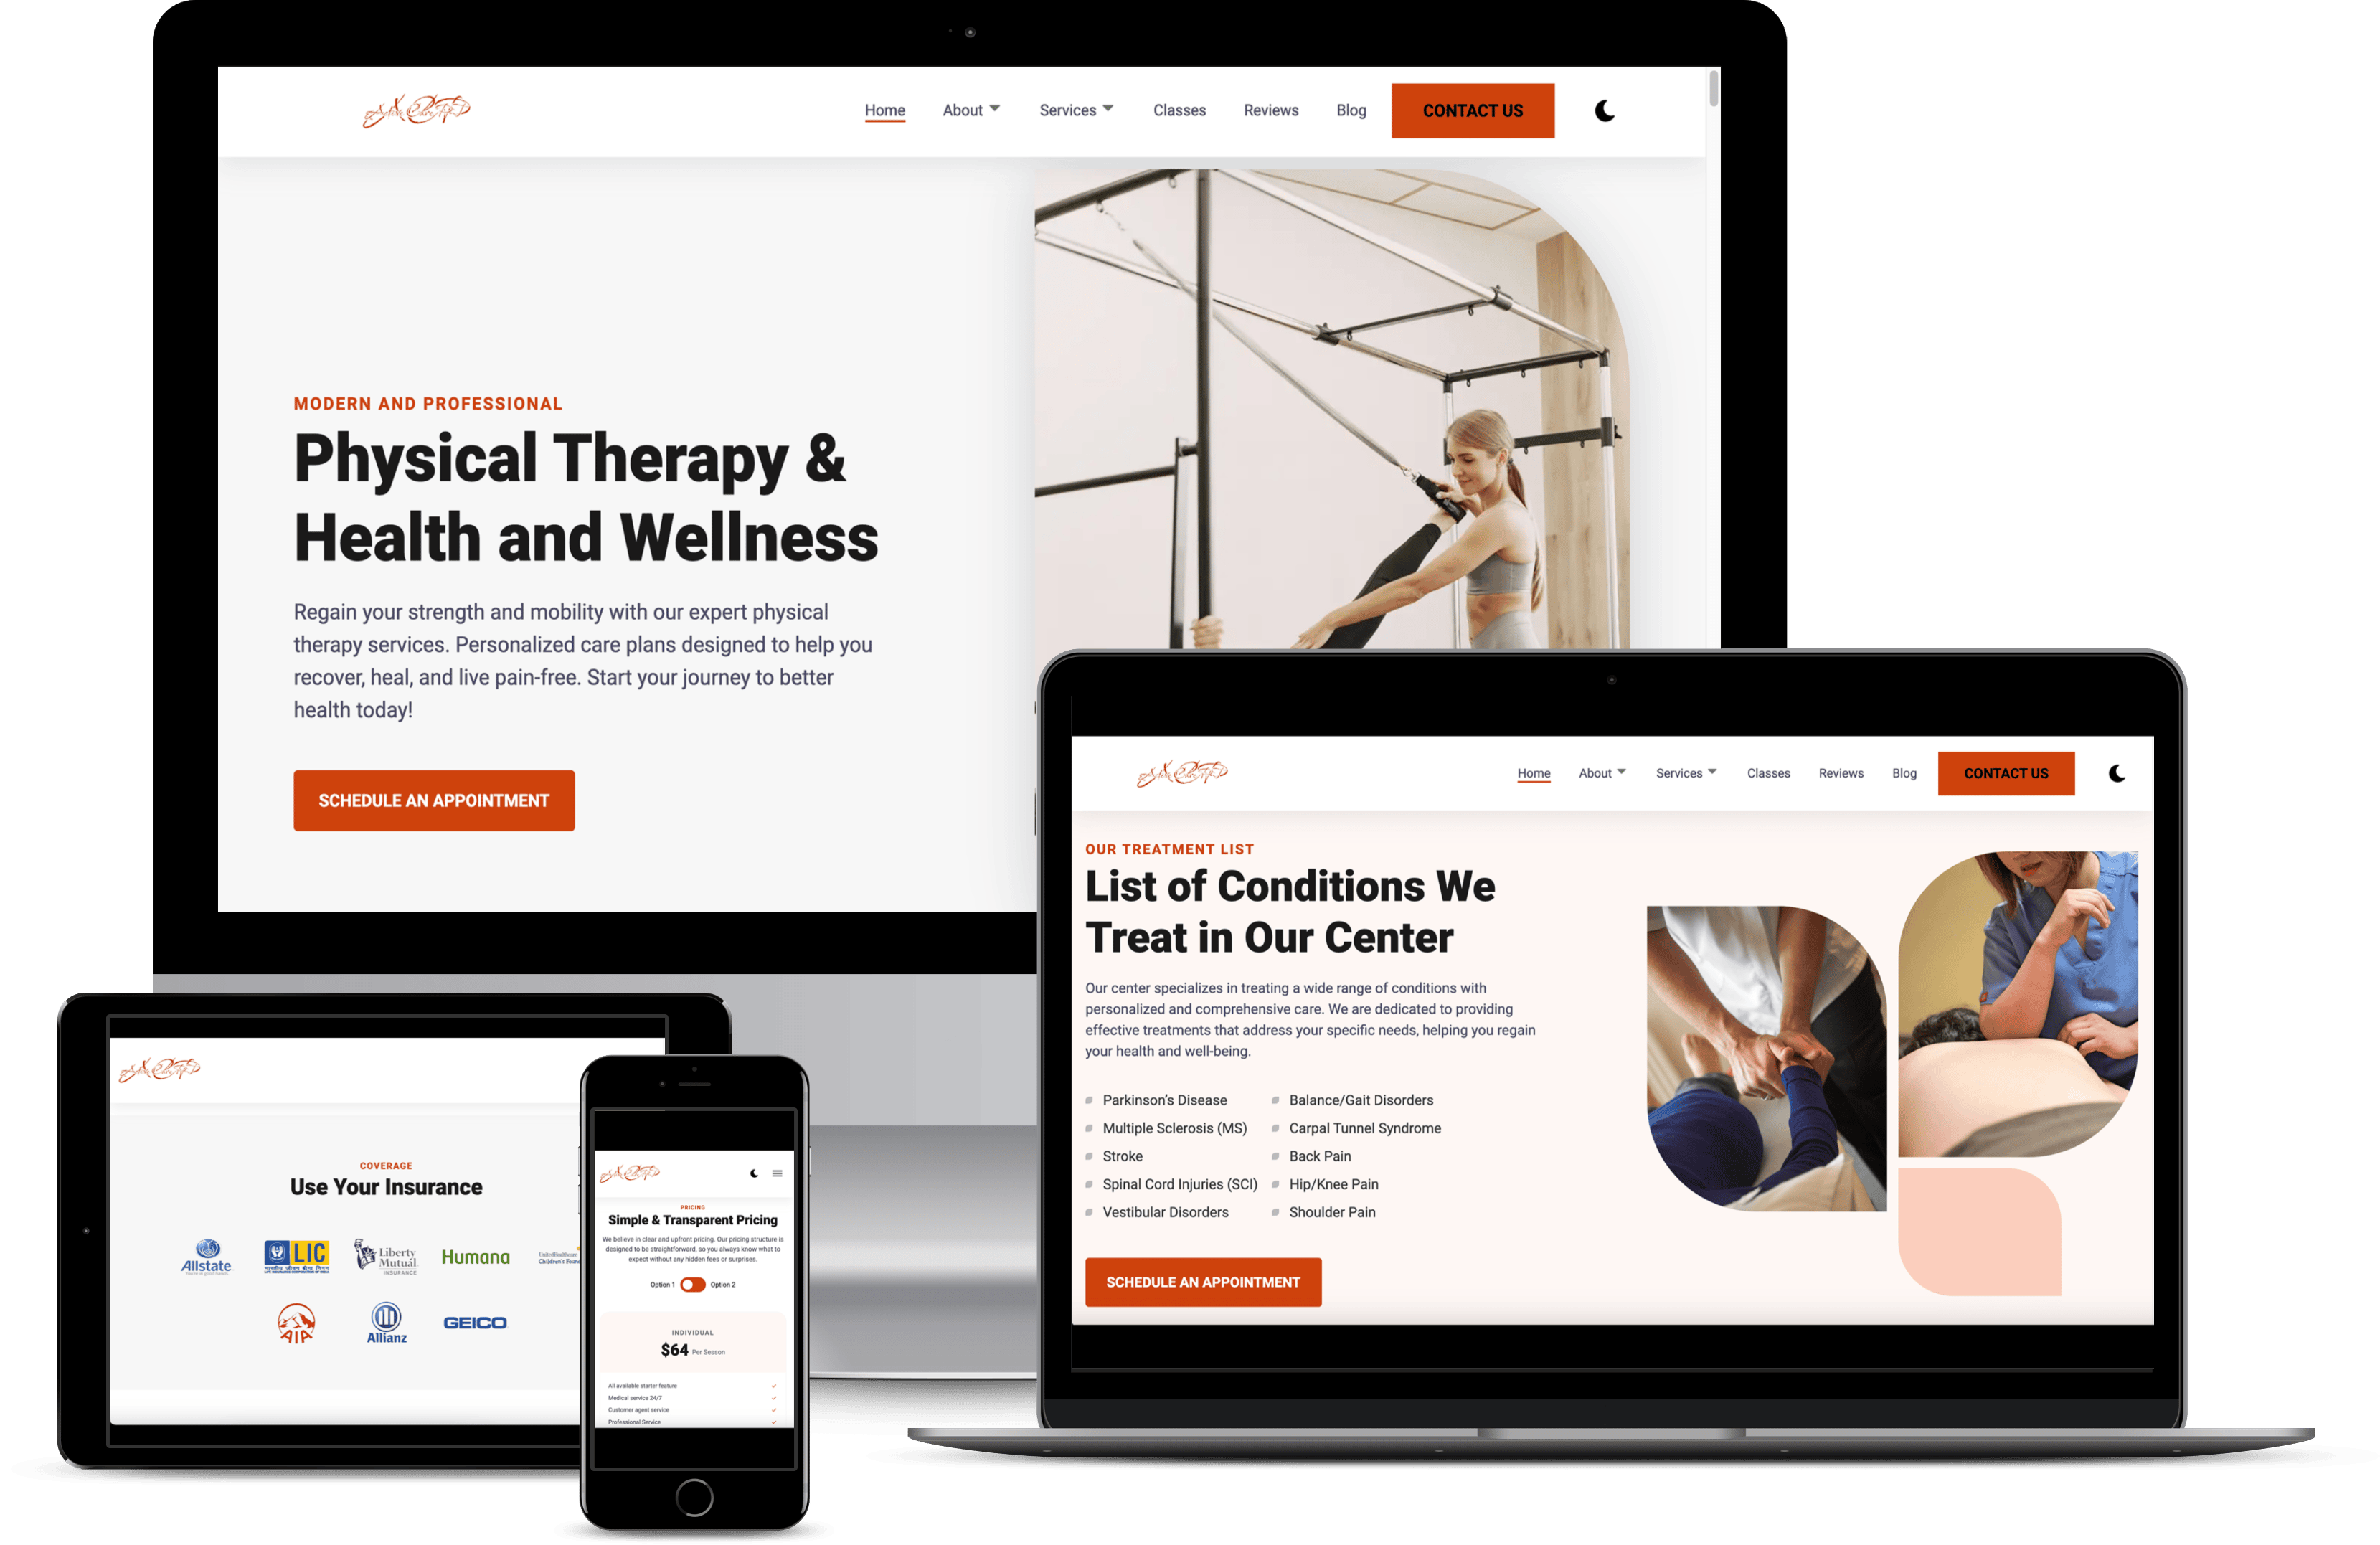 Home About Services Classes Reviews Blog CONTACT US
MODERN AND PROFESSIONAL
Physical Therapy &
Health and Wellness
Regain your strength and mobility with our expert physical
therapy services. Personalized care plans designed to help you
recover, heal, and live pain-free. Start your journey to better
health today!
SCHEDULE AN APPOINTMENT
Home About Services Classes Reviews Blog CONTACT US
OUR TREATMENT LIST
List of Conditions We
Treat in Our Center
Our center specializes in treating a wide range of conditions with
personalized and comprehensive care. We are dedicated to providing
effective treatments that address your specific needs, helping you regain
your health and well-being.
Parkinson’s Disease Balance/Gait Disorders
Multiple Sclerosis (MS) Carpal Tunnel Syndrome
Stroke Back Pain
Spinal Cord Injuries (SCI) Hip/Knee Pain
Vestibular Disorders Shoulder Pain
SCHEDULE AN APPOINTMENT
COVERAGE
Use Your Insurance
Allstate
LIC
Liberty
Mutual
INSURANCE
Humana
UnitedHealthcare
Children's
AIA
Allianz
GEICO
PRICING
Simple & Transparent Pricing
We believe in clear and upfront pricing. Our pricing structure is
designed to be straightforward, so you always know what to
expect without any hidden fees or surprises.
Option 1 Option 2
INDIVIDUAL
$64 Per Sesson
All available starter feature
Medical service 24/7
Customer agent service
Professional Service